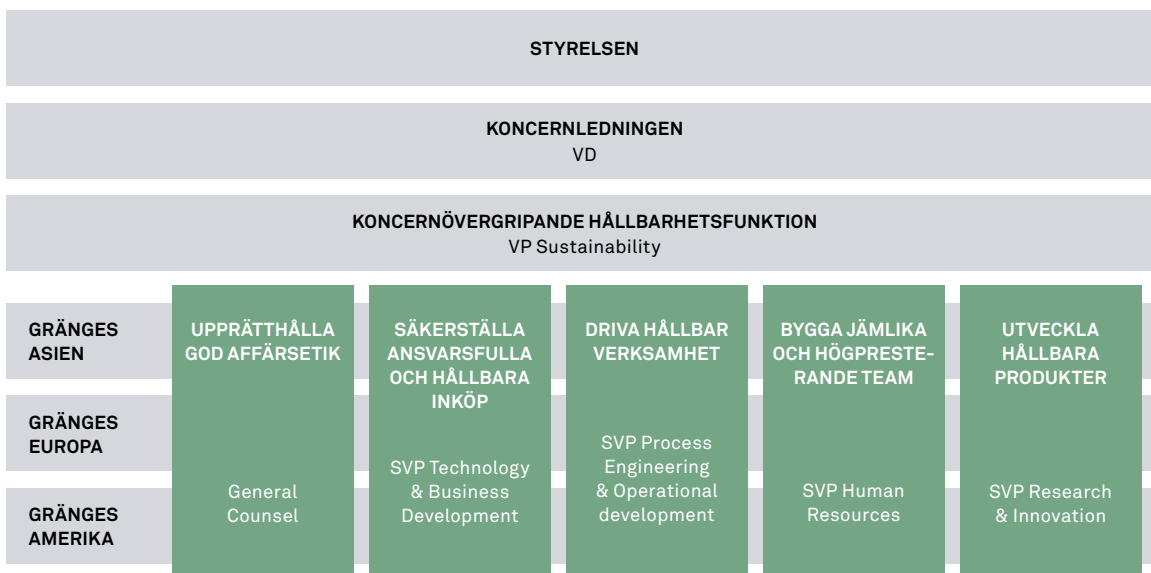 STYRELSEN
KONCERNLEDNINGEN
VD
KONCERNÖVERGRIPANDE HÅLLBARHETSFUNKTION
VP Sustainability
GRÄNGES
ASIEN
GRÄNGES
EUROPA
GRÄNGES
AMERIKA
UPPRÄTTHÅLLA
GOD AFFÄRSETIK
General
Counsel
SÄKERSTÄLLA
ANSVARSFULLA
OCH HÅLLBARA
INKÖP
SVP Technology
& Business
Development
DRIVA HÅLLBAR
VERKSAMHET
SVP Process
Engineering
& Operational
development
BYGGA JÄMLIKA
OCH HÖGPRESTE-
RANDE TEAM
SVP Human
Resources
UTVECKLA
HÅLLBARA
PRODUKTER
SVP Research
& Innovation